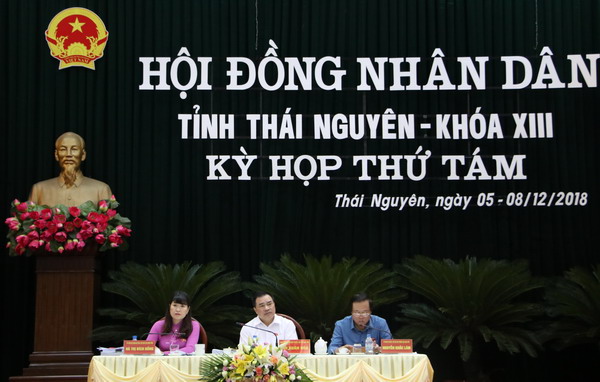 HỘI ĐỒNG NHÂN DÂN
TỈNH THÁI NGUYÊN - KHÓA XIII
KỲ HỌP THỨ TÁM
Thái Nguyên, ngày 05 - 08/12/2018